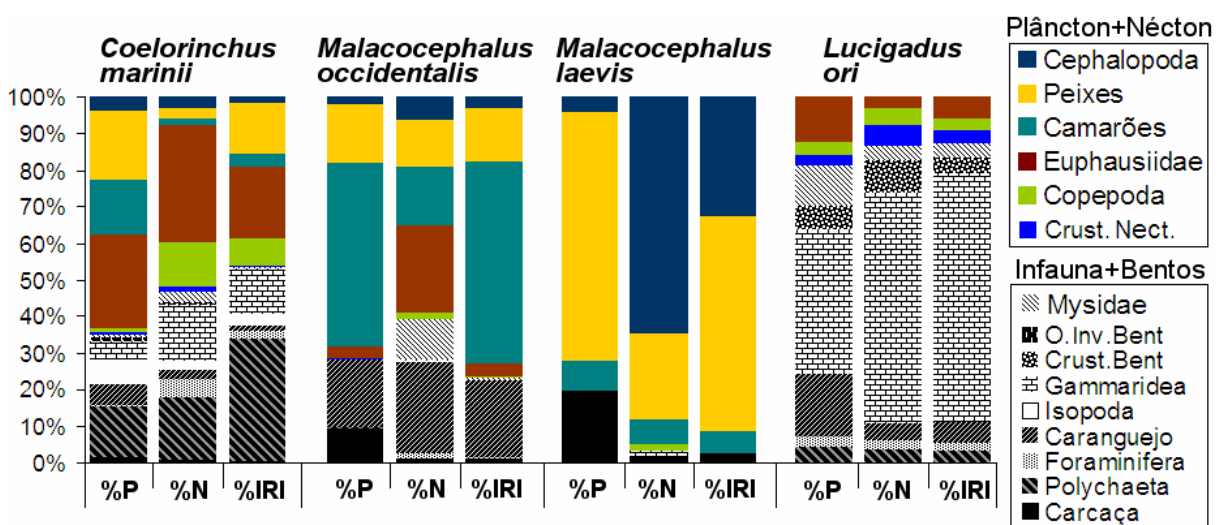 Coelorinchus marinii
Malacocephalus occidentalis
Malacocephalus laevis
Lucigadus ori
100%
90%
80%
70%
60%
50%
40%
30%
20%
10%
0%
%P %N %IRI %P %N %IRI %P %N %IRI %P %N %IRI
Plâncton+Nécton
Cephalopoda
Peixes
Camarões
Euphausiidae
Copepoda
Crust. Nect.
Infauna+Bentos
Mysidae
O.Inv.Bent
Crust.Bent
Gammaridea
Isopoda
Caranguejo
Foraminifera
Polychaeta
Carcaça